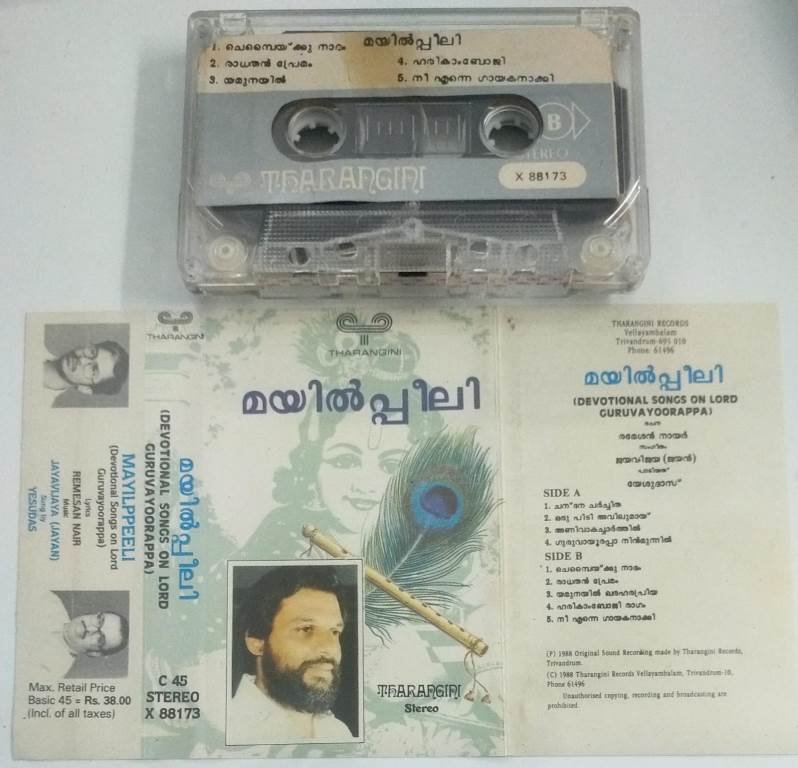 മയിൽപ്പീലി
1. ചെമ്പൈയ്ക്കു നാദം
2. രാധതൻ പ്രേമം
3. യമുനയിൽ
4. ഹരികാംബോജി
5. നീ എന്നെ ഗായകനാക്കി
B
STEREO
THARANGINI
X 88173
THARANGINI
മയിൽപ്പീലി
(DEVOTIONAL SONGS ON LORD
GURUVAYOORAPPA)
MAYILPPEELI
(Devotional Songs on Lord
Guruvayoorappa)
Lyrics
REMESAN NAIR
Music
JAYAVIJAYA (JAYAN)
Sung by
YESUDAS
Max. Retail Price
Basic 45 = Rs. 38.00
(Incl. of all taxes)
C 45
STEREO
X 88173
THARANGINI
മയിൽപ്പീലി
THARANGINI
Stereo
THARANGINI RECORDS
Vellayambalam
Trivandrum-695 010
Phone: 61496
മയിൽപ്പീലി
(DEVOTIONAL SONGS ON LORD
GURUVAYOORAPPA)
രചന
രമേശൻ നായർ
സംഗീതം
ജയവിജയ (ജയൻ)
പാടിയത്
യേശുദാസ്
SIDE A
1. ചന്ദന ചർച്ചിത
2. ഒരു പിടി അവിലുമായ്
3. അണിവാകച്ചാർത്തിൽ
4. ഗുരുവായൂരപ്പാ നിൻമുന്നിൽ
SIDE B
1. ചെമ്പൈയ്ക്കു നാദം
2. രാധതൻ പ്രേമം
3. യമുനയിൽ ഖരഹരപ്രിയ
4. ഹരികാംബോജി രാഗം
5. നീ എന്നെ ഗായകനാക്കി
(P) 1988 Original Sound Recording made by Tharangini Records,
Trivandrum.
(C) 1988 Tharangini Records Vellayambalam, Trivandrum-10,
Phone 61496
Unauthorised copying, recording and broadcasting are
prohibited.